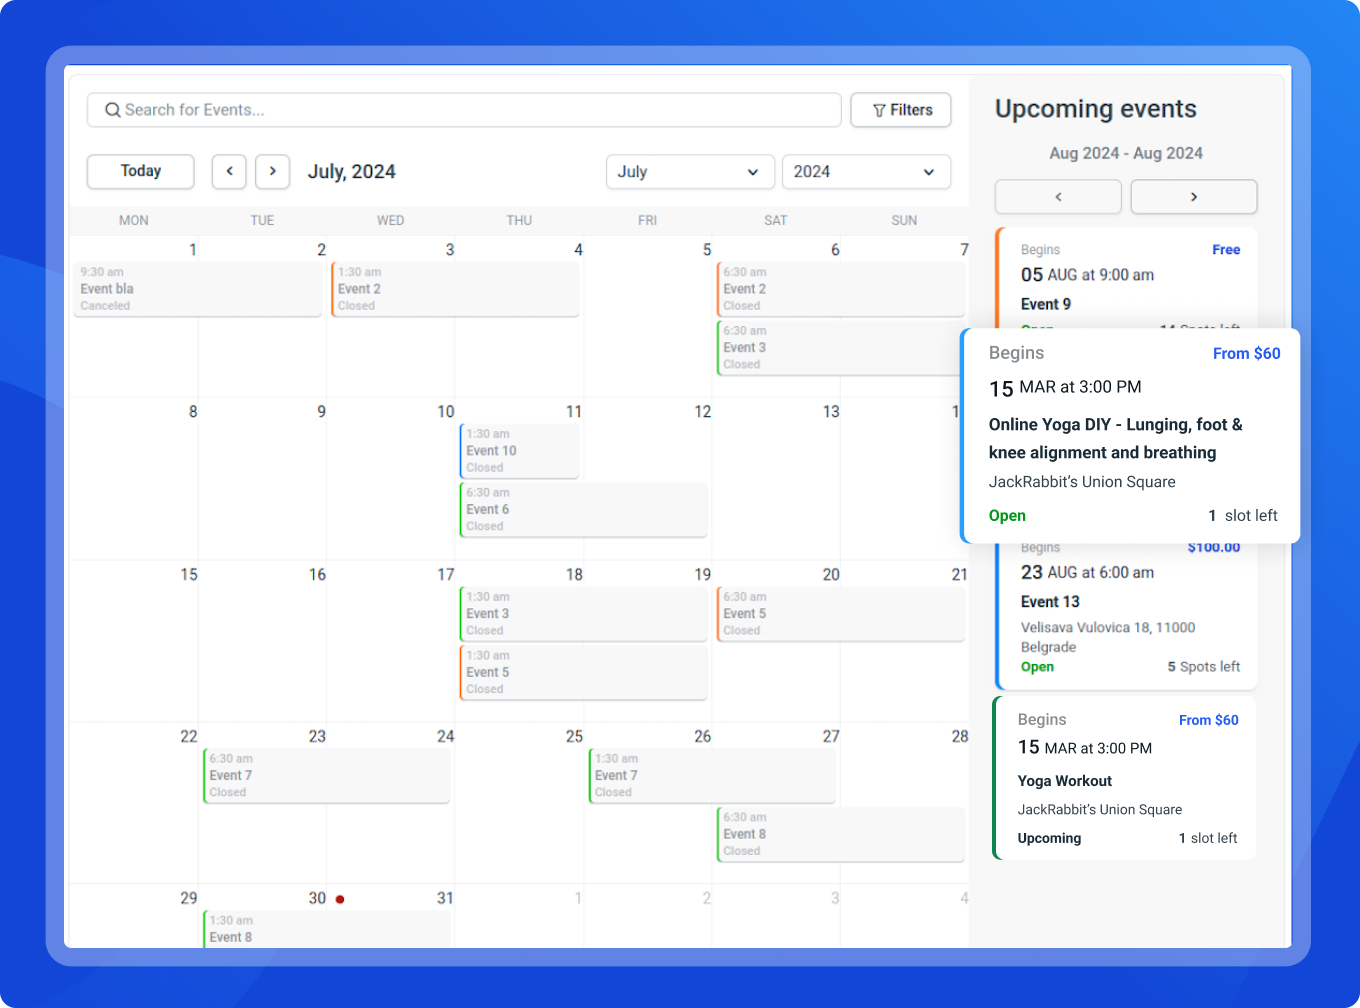 Search for Events...
Filters
Today
July, 2024
July
2024
MON TUE WED THU FRI SAT SUN
1 2 3 4 5 6 7
9:30 am
Event bla
Canceled
1:30 am
Event 2
Closed
6:30 am
Event 2
Closed
6:30 am
Event 3
Closed
8 9 10 11 12 13
1:30 am
Event 10
Closed
6:30 am
Event 6
Closed
15 16 17 18 19 20 21
1:30 am
Event 3
Closed
1:30 am
Event 5
Closed
6:30 am
Event 5
Closed
22 23 24 25 26 27 28
6:30 am
Event 7
Closed
1:30 am
Event 7
Closed
6:30 am
Event 8
Closed
29 30 31 1 2 3 4
1:30 am
Event 8
Upcoming events
Aug 2024 - Aug 2024
Begins Free
05 AUG at 9:00 am
Event 9
Open 14 Spots left
Begins From $60
15 MAR at 3:00 PM
Online Yoga DIY - Lunging, foot &
knee alignment and breathing
JackRabbit’s Union Square
Open 1 slot left
Begins $100.00
23 AUG at 6:00 am
Event 13
Velisava Vulovica 18, 11000
Belgrade
Open 5 Spots left
Begins From $60
15 MAR at 3:00 PM
Yoga Workout
JackRabbit’s Union Square
Upcoming 1 slot left